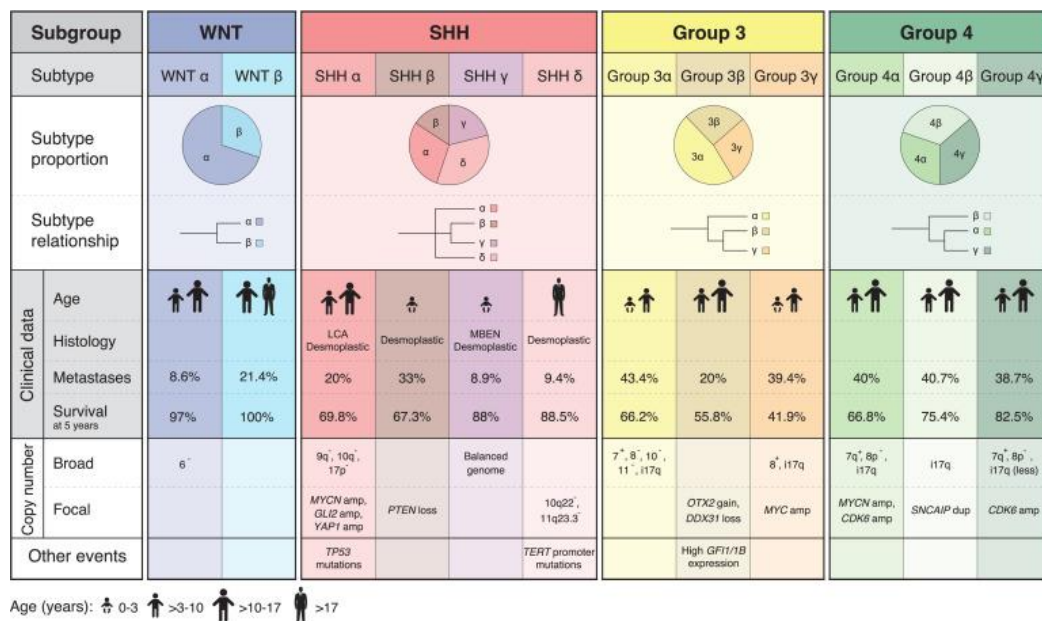 Subgroup WNT SHH Group 3 Group 4
Subtype WNT α WNT β SHH α SHH β SHH γ SHH δ Group 3α Group 3β Group 3γ Group 4α Group 4β Group 4γ
Subtype
proportion
β
α
β γ
α δ
3β
3α 3γ
4β
4α 4γ
Subtype
relationship
α
β
α
β
γ
δ
α
β
γ
β
α
γ
Clinical data
Age
Histology LCA
Desmoplastic Desmoplastic MBEN
Desmoplastic Desmoplastic
Metastases 8.6% 21.4% 20% 33% 8.9% 9.4% 43.4% 20% 39.4% 40% 40.7% 38.7%
Survival
at 5 years 97% 100% 69.8% 67.3% 88% 88.5% 66.2% 55.8% 41.9% 66.8% 75.4% 82.5%
Copy number
Broad 6⁻ 9q⁻, 10q⁻,
17p⁻ Balanced
genome 7⁺, 8⁻, 10⁻,
11⁻, i17q 8⁺, i17q 7q⁺, 8p⁻,
i17q i17q 7q⁺, 8p⁻,
i17q (less)
Focal MYCN amp,
GLI2 amp,
YAP1 amp PTEN loss 10q22⁻,
11q23.3⁻ OTX2 gain,
DDX31 loss MYC amp MYCN amp,
CDK6 amp SNCAIP dup CDK6 amp
Other events TP53
mutations TERT promoter
mutations High GFI1/1B
expression
Age (years): 0-3 >3-10 >10-17 >17